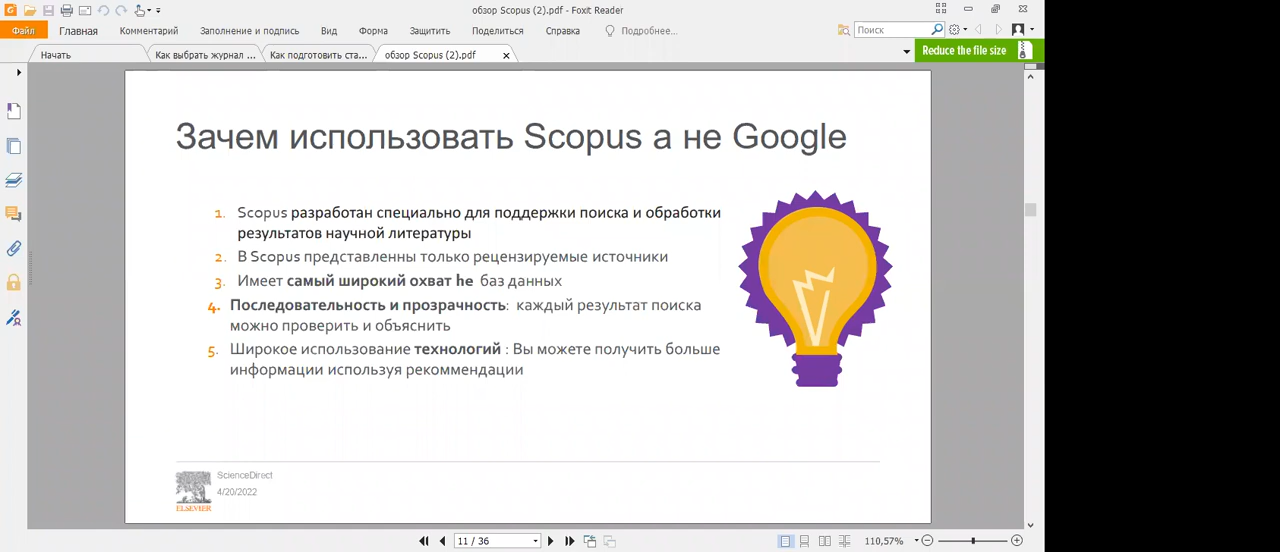 обзор Scopus (2).pdf - Foxit Reader
Файл Главная Комментарий Заполнение и подпись Вид Форма Защитить Поделиться Справка Подробнее... Поиск
Начать Как выбрать журнал ... Как подготовить ста... обзор Scopus (2).pdf Reduce the file size
Зачем использовать Scopus а не Google
1. Scopus разработан специально для поддержки поиска и обработки
результатов научной литературы
2. В Scopus представленны только рецензируемые источники
3. Имеет самый широкий охват he баз данных
4. Последовательность и прозрачность: каждый результат поиска
можно проверить и объяснить
5. Широкое использование технологий : Вы можете получить больше
информации используя рекоммендации
ScienceDirect
4/20/2022
ELSEVIER
11 / 36
110,57%